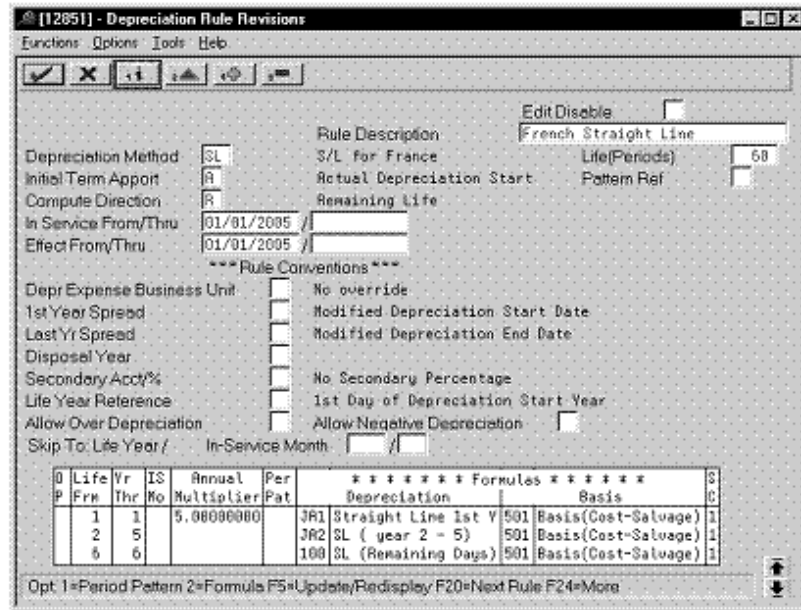 [12851] - Depreciation Rule Revisions
Functions Options Tools Help
Edit Disable
Rule Description French Straight Line
Depreciation Method SL S/L for France Life(Periods) 60
Initial Term Apport A Actual Depreciation Start Pattern Ref
Compute Direction R Remaining Life
In Service From/Thru 01/01/2005 /
Effect From/Thru 01/01/2005 /
*** Rule Conventions ***
Depr Expense Business Unit No override
1st Year Spread Modified Depreciation Start Date
Last Yr Spread Modified Depreciation End Date
Disposal Year
Secondary Acct/% No Secondary Percentage
Life Year Reference 1st Day of Depreciation Start Year
Allow Over Depreciation Allow Negative Depreciation
Skip To: Life Year / In-Service Month /
O Life Yr IS Annual Per * * * * * * Formulas * * * * * * S
P Frm Thr Mo Multiplier Pat Depreciation Basis C
1 1 5.00000000 JA1 Straight Line 1st Y 501 Basis(Cost-Salvage) 1
2 5 JA2 SL ( year 2 - 5) 501 Basis(Cost-Salvage) 1
6 6 100 SL (Remaining Days) 501 Basis(Cost-Salvage) 1
Opt: 1=Period Pattern 2=Formula F5=Update/Redisplay F20=Next Rule F24=More